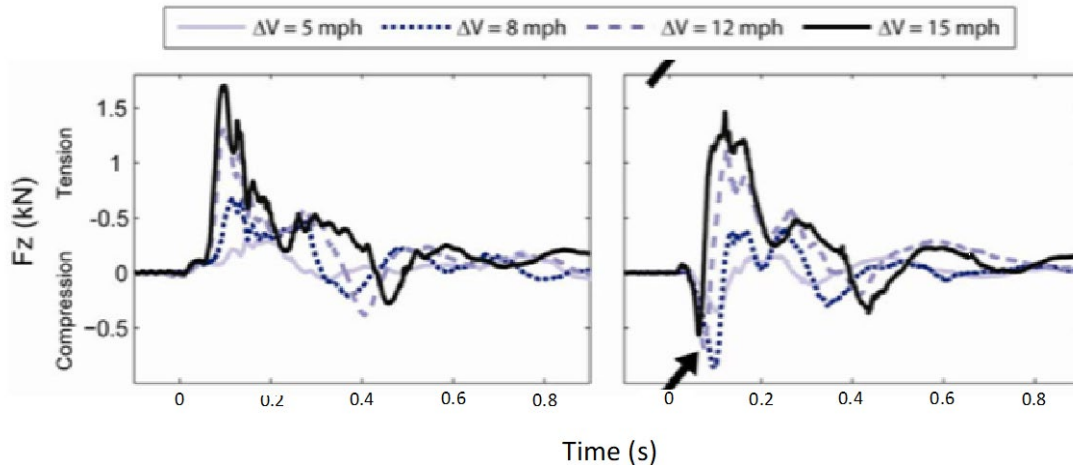 ΔV = 5 mph ΔV = 8 mph ΔV = 12 mph ΔV = 15 mph
Fz (kN)
Compression Tension
1.5
1
-0.5
0
−0.5
0 0.2 0.4 0.6 0.8 0 0.2 0.4 0.6 0.8
Time (s)